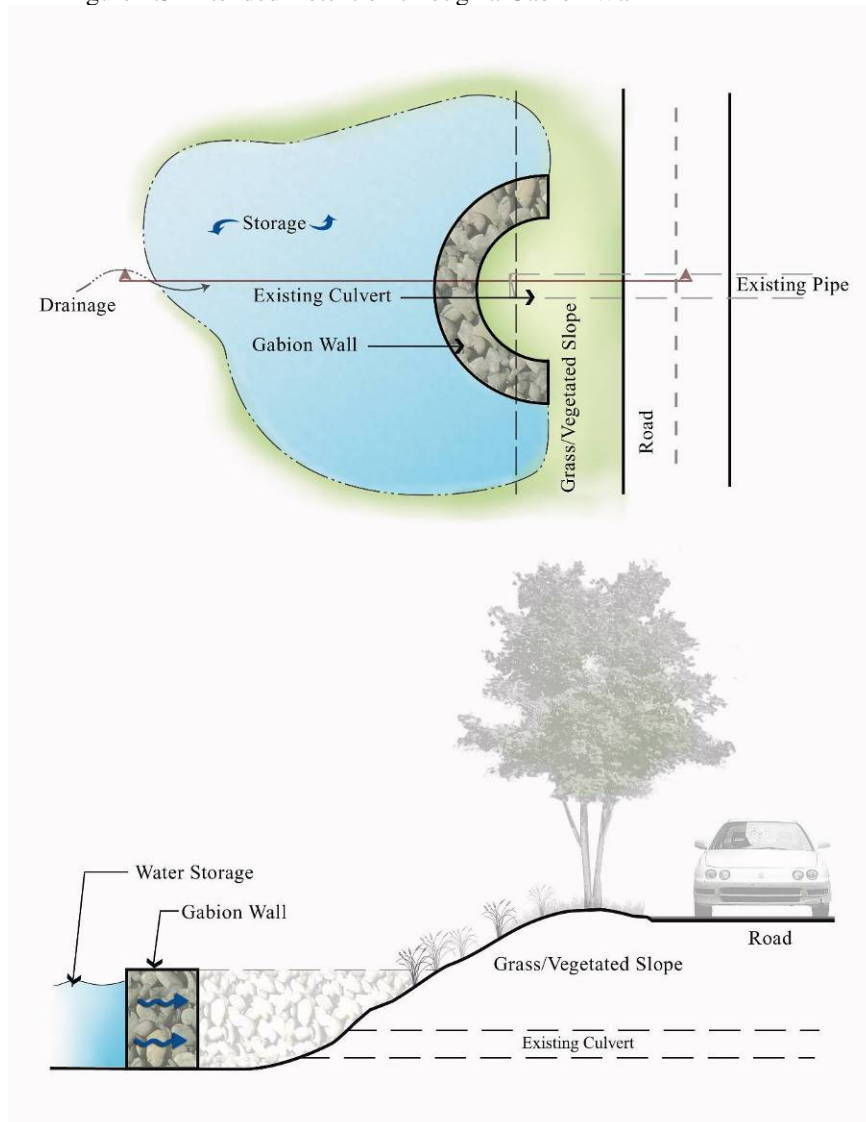 Storage
Drainage
Existing Culvert
Existing Pipe
Gabion Wall
Grass/Vegetated Slope
Road
Water Storage
Gabion Wall
Road
Grass/Vegetated Slope
Existing Culvert